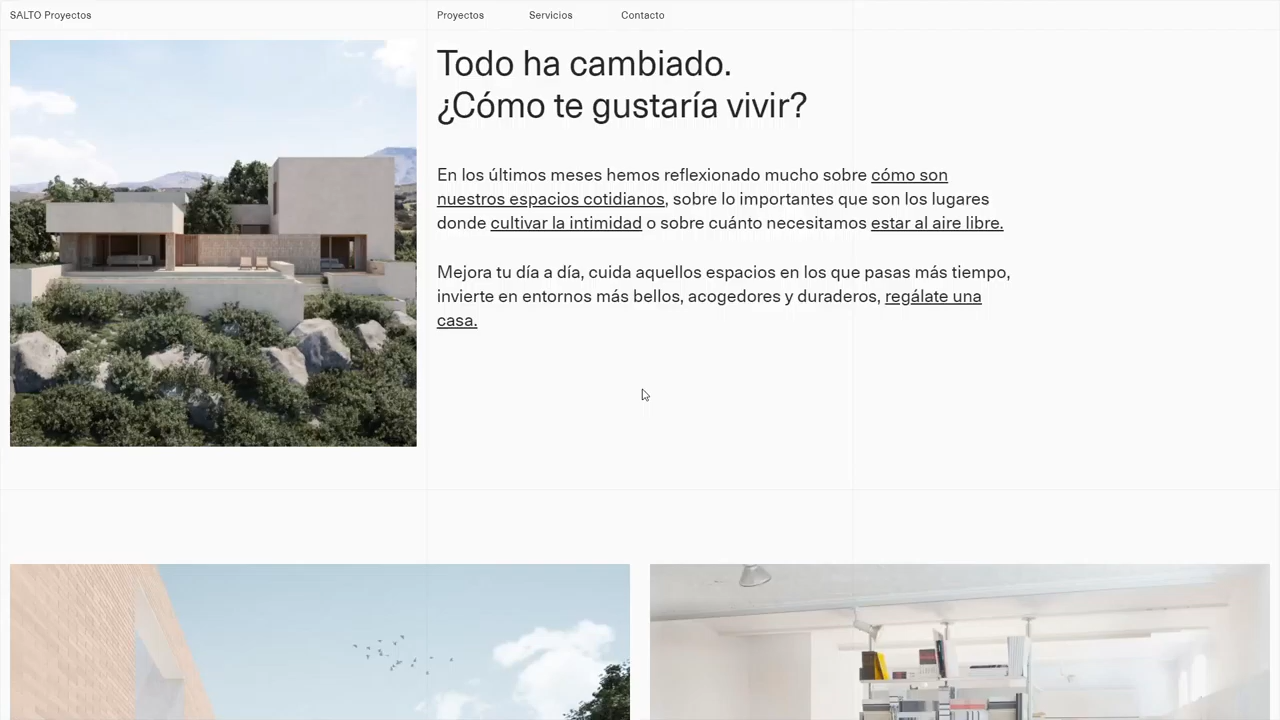 SALTO Proyectos
Proyectos
Servicios
Contacto
Todo ha cambiado.
¿Cómo te gustaría vivir?
En los últimos meses hemos reflexionado mucho sobre cómo son
nuestros espacios cotidianos, sobre lo importantes que son los lugares
donde cultivar la intimidad o sobre cuánto necesitamos estar al aire libre.
Mejora tu día a día, cuida aquellos espacios en los que pasas más tiempo,
invierte en entornos más bellos, acogedores y duraderos, regálate una
casa.